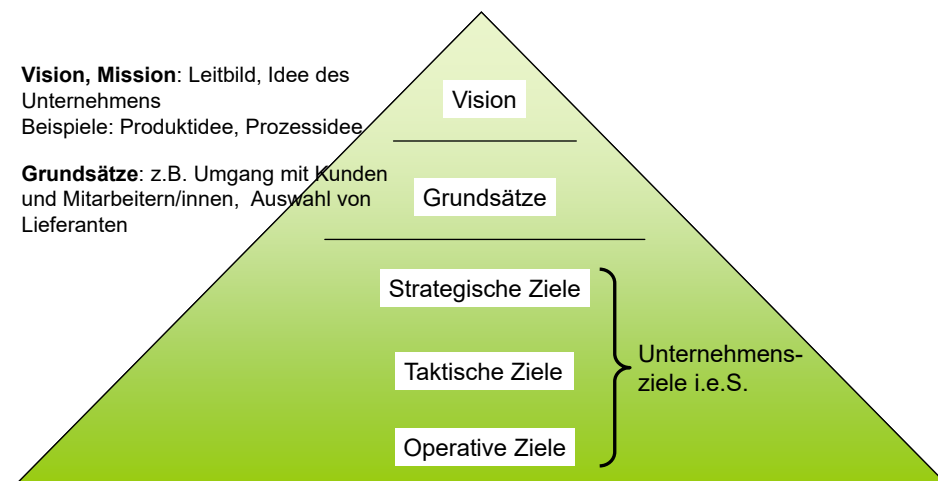 Vision, Mission: Leitbild, Idee des
Unternehmens
Beispiele: Produktidee, Prozessidee
Vision
Grundsätze: z.B. Umgang mit Kunden
und Mitarbeitern/innen, Auswahl von
Lieferanten
Grundsätze
Strategische Ziele
Taktische Ziele
Operative Ziele
Unternehmens-
ziele i.e.S.